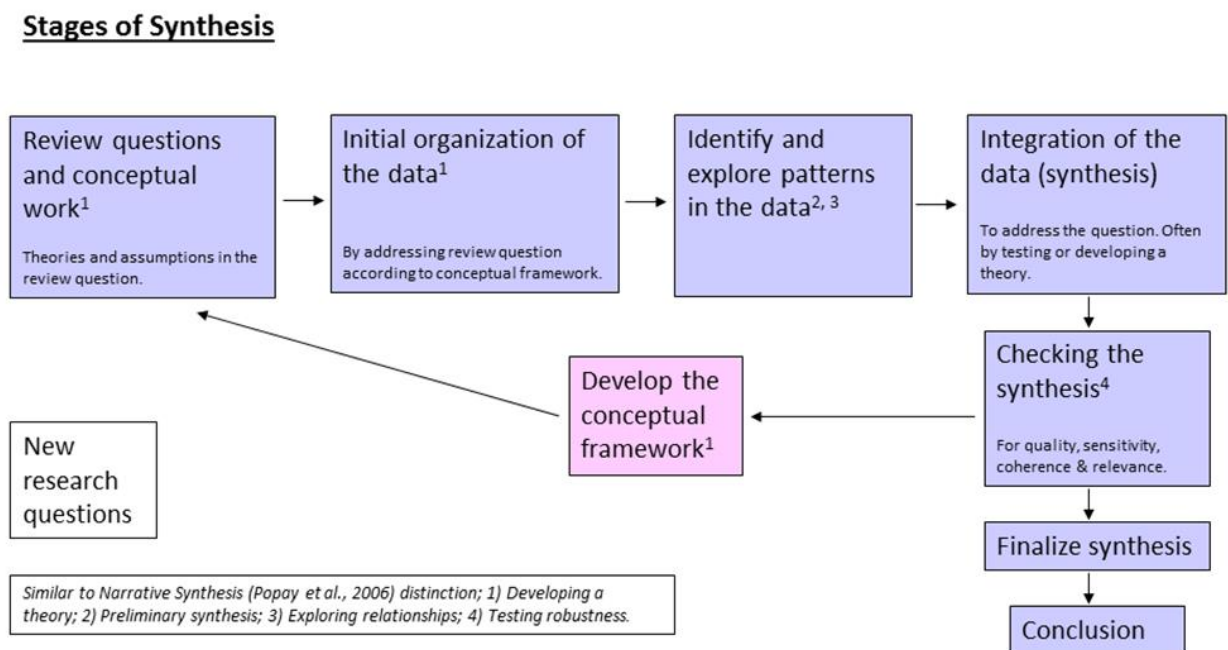 Stages of Synthesis
Review questions
and conceptual
work¹
Theories and assumptions in the
review question.
Initial organization of
the data¹
By addressing review question
according to conceptual framework.
Identify and
explore patterns
in the data²,³
Integration of the
data (synthesis)
To address the question. Often
by testing or developing a
theory.
Checking the
synthesis⁴
For quality, sensitivity,
coherence & relevance.
Develop the
conceptual
framework¹
New
research
questions
Finalize synthesis
Conclusion
Similar to Narrative Synthesis (Popay et al., 2006) distinction; 1) Developing a
theory; 2) Preliminary synthesis; 3) Exploring relationships; 4) Testing robustness.